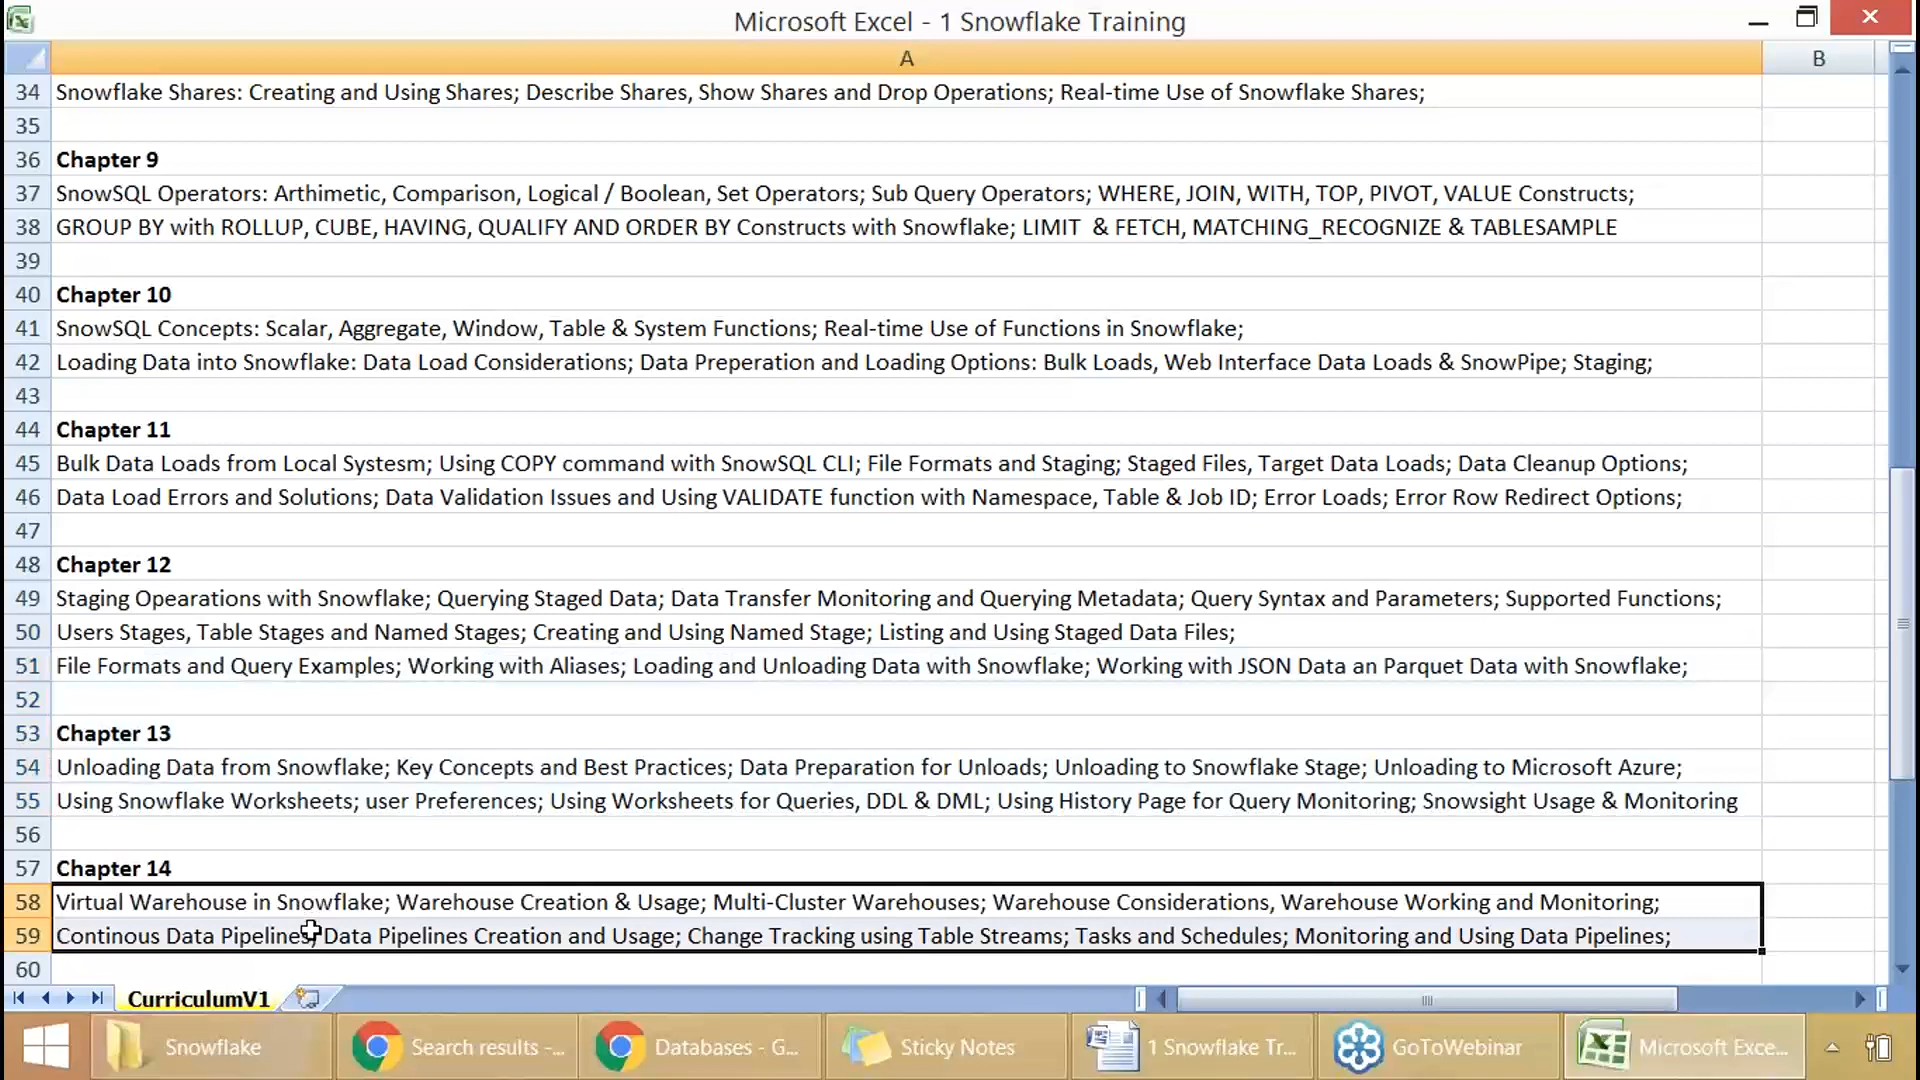 Microsoft Excel - 1 Snowflake Training
A B
34 Snowflake Shares: Creating and Using Shares; Describe Shares, Show Shares and Drop Operations; Real-time Use of Snowflake Shares;
35
36 Chapter 9
37 SnowSQL Operators: Arthimetic, Comparison, Logical / Boolean, Set Operators; Sub Query Operators; WHERE, JOIN, WITH, TOP, PIVOT, VALUE Constructs;
38 GROUP BY with ROLLUP, CUBE, HAVING, QUALIFY AND ORDER BY Constructs with Snowflake; LIMIT & FETCH, MATCHING_RECOGNIZE & TABLESAMPLE
39
40 Chapter 10
41 SnowSQL Concepts: Scalar, Aggregate, Window, Table & System Functions; Real-time Use of Functions in Snowflake;
42 Loading Data into Snowflake: Data Load Considerations; Data Preperation and Loading Options: Bulk Loads, Web Interface Data Loads & SnowPipe; Staging;
43
44 Chapter 11
45 Bulk Data Loads from Local Systesm; Using COPY command with SnowSQL CLI; File Formats and Staging; Staged Files, Target Data Loads; Data Cleanup Options;
46 Data Load Errors and Solutions; Data Validation Issues and Using VALIDATE function with Namespace, Table & Job ID; Error Loads; Error Row Redirect Options;
47
48 Chapter 12
49 Staging Opearations with Snowflake; Querying Staged Data; Data Transfer Monitoring and Querying Metadata; Query Syntax and Parameters; Supported Functions;
50 Users Stages, Table Stages and Named Stages; Creating and Using Named Stage; Listing and Using Staged Data Files;
51 File Formats and Query Examples; Working with Aliases; Loading and Unloading Data with Snowflake; Working with JSON Data an Parquet Data with Snowflake;
52
53 Chapter 13
54 Unloading Data from Snowflake; Key Concepts and Best Practices; Data Preparation for Unloads; Unloading to Snowflake Stage; Unloading to Microsoft Azure;
55 Using Snowflake Worksheets; user Preferences; Using Worksheets for Queries, DDL & DML; Using History Page for Query Monitoring; Snowsight Usage & Monitoring
56
57 Chapter 14
58 Virtual Warehouse in Snowflake; Warehouse Creation & Usage; Multi-Cluster Warehouses; Warehouse Considerations, Warehouse Working and Monitoring;
59 Continous Data Pipelines; Data Pipelines Creation and Usage; Change Tracking using Table Streams; Tasks and Schedules; Monitoring and Using Data Pipelines;
60
CurriculumV1
Snowflake Search results -... Databases - G... Sticky Notes 1 Snowflake Tr... GoToWebinar Microsoft Exce...